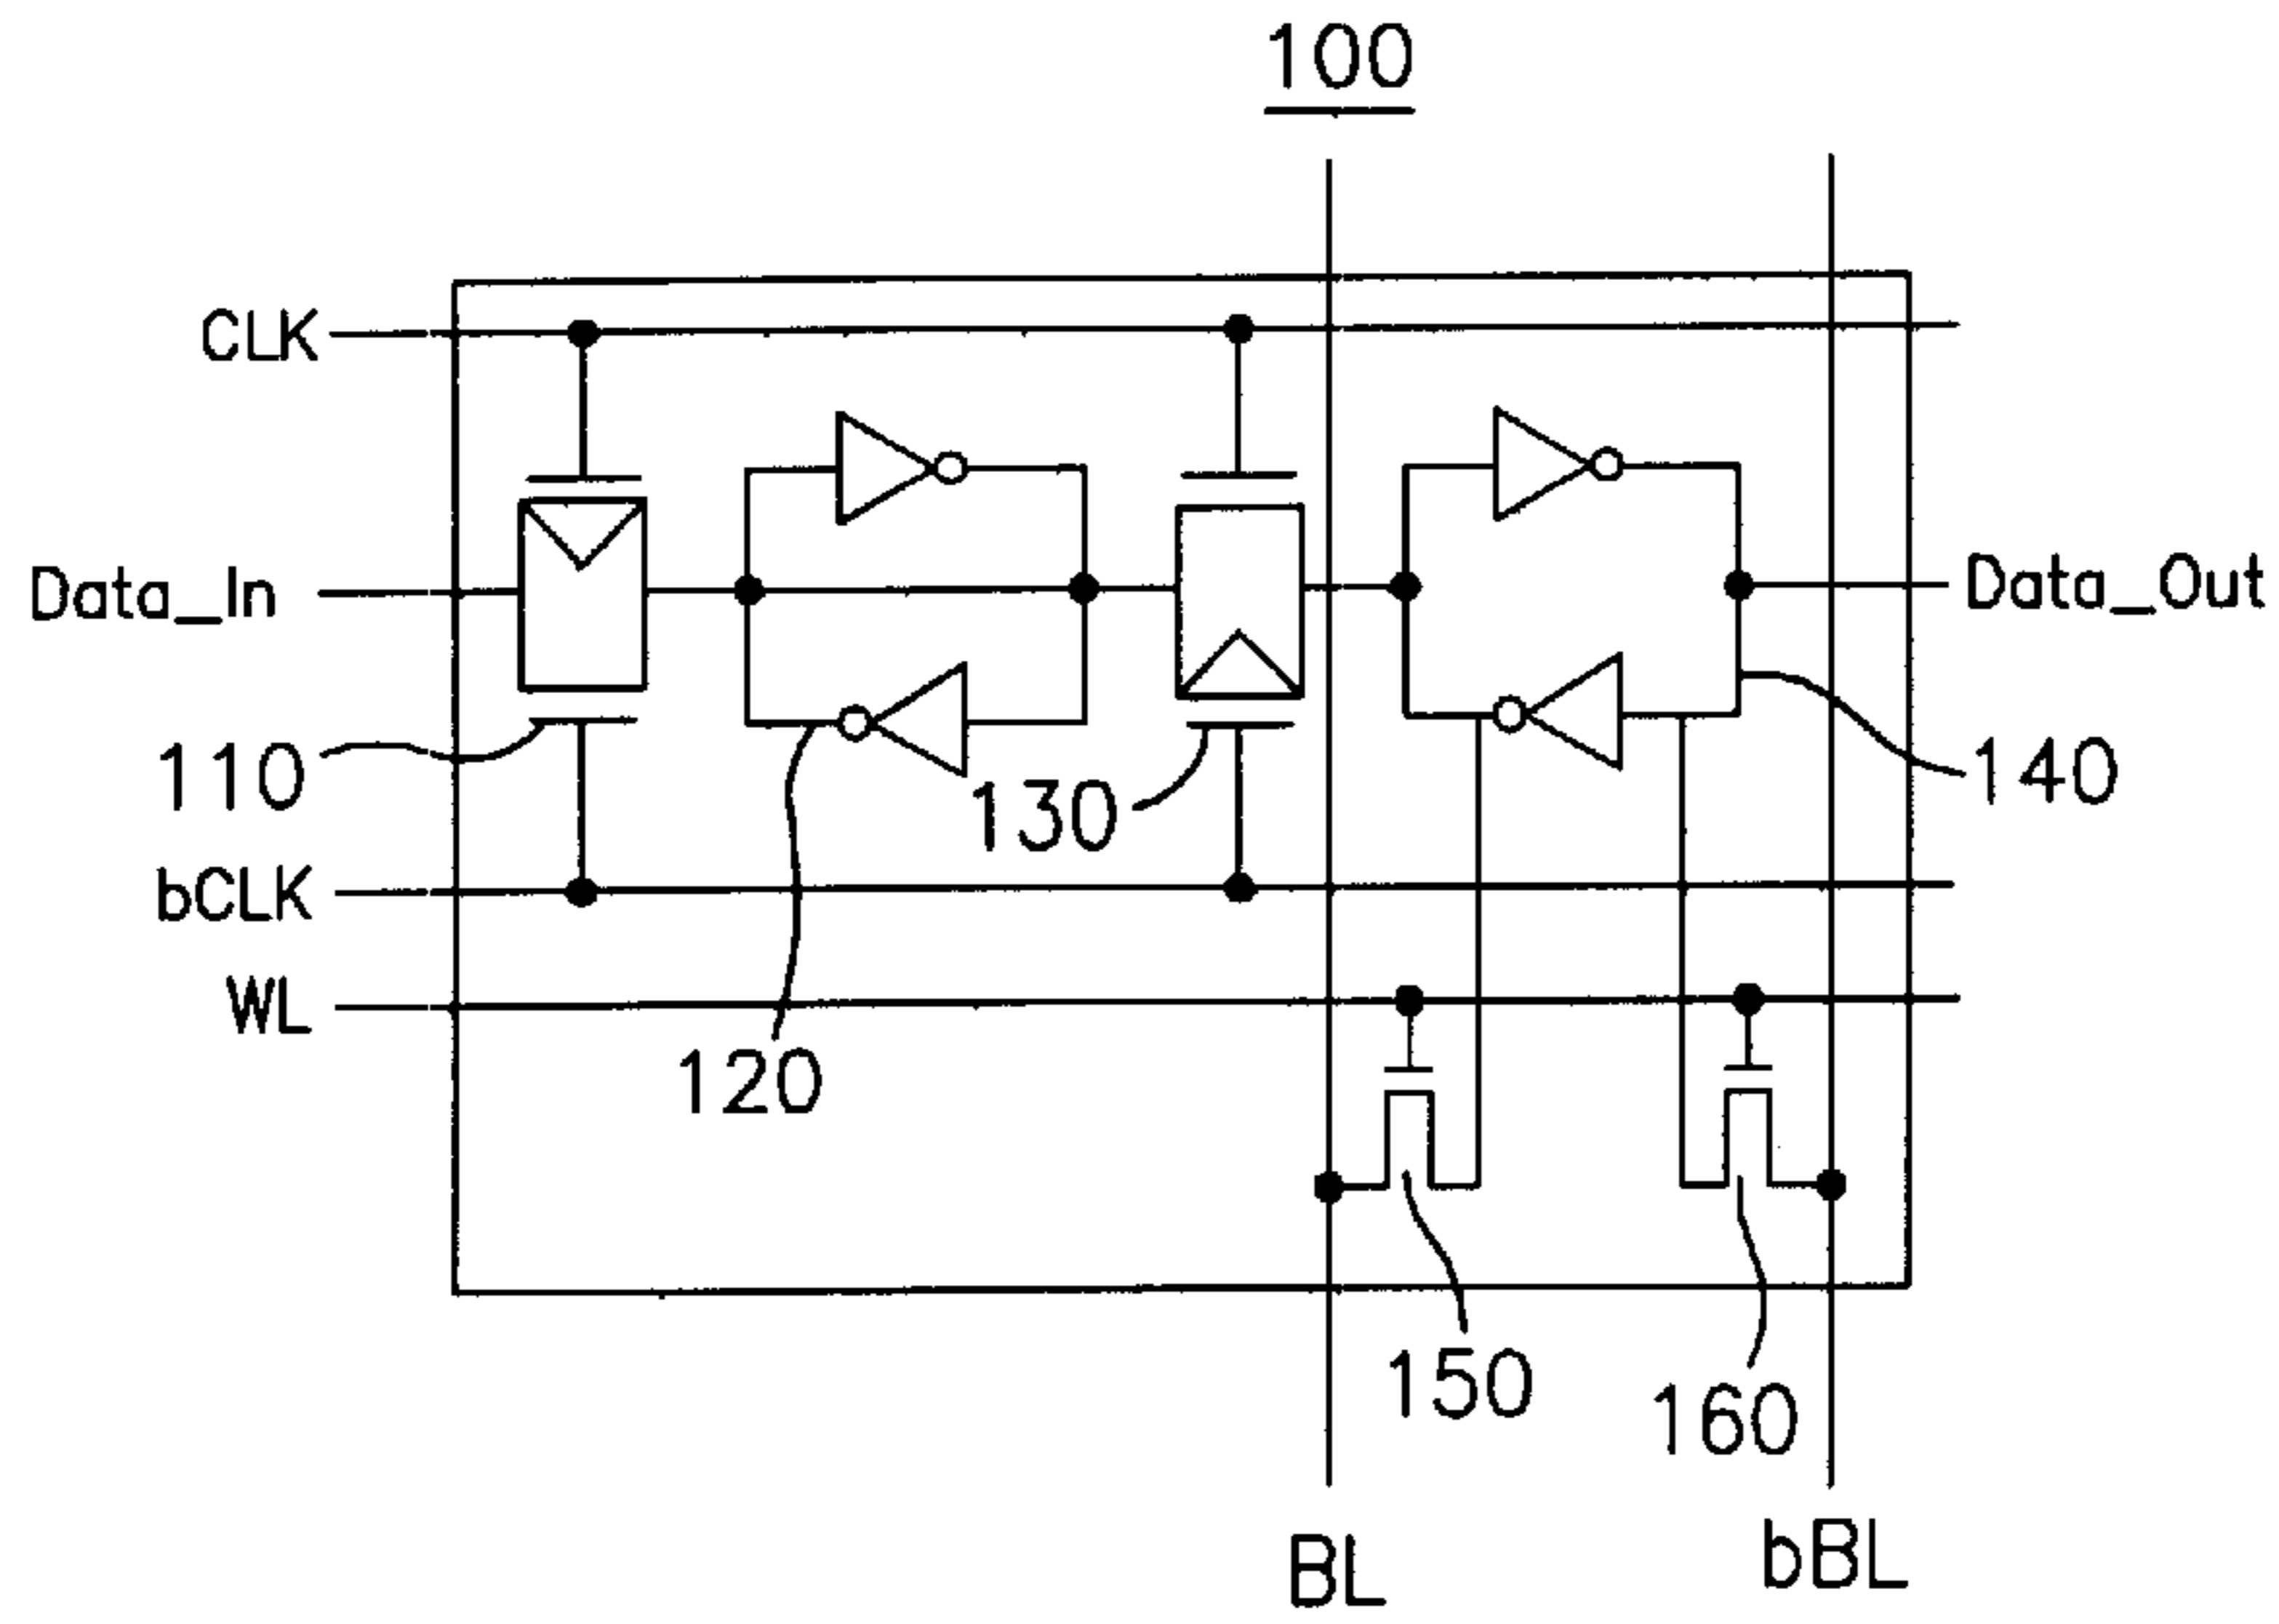 100
CLK
Data_In
Data_Out
110
130
140
bCLK
WL
120
150
160
BL
bBL